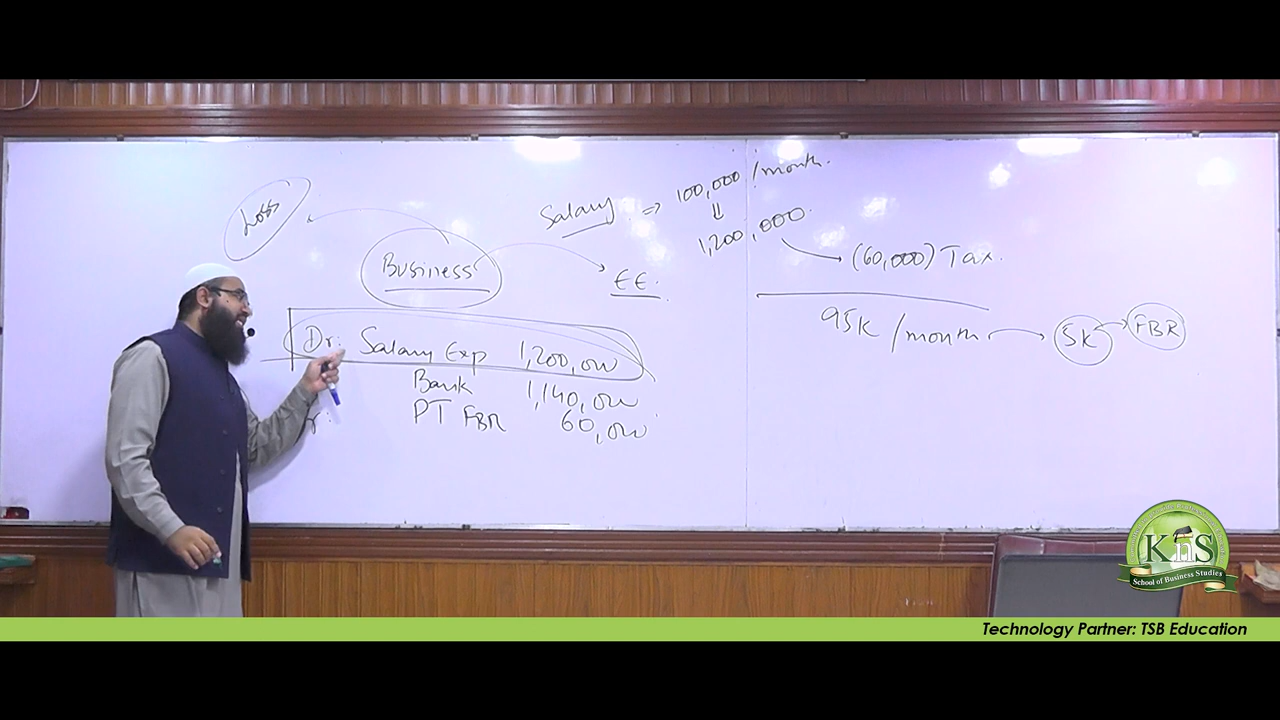 Loss
Business
EE.
Salary ⇒ 100,000 /month.
⇓
1,200,000.
(60,000) Tax.
95K /month
5K
FBR
Dr: Salary Exp 1,200,000
Bank 1,140,000
PT FBR 60,000
KnS
School of Business Studies
Technology Partner: TSB Education